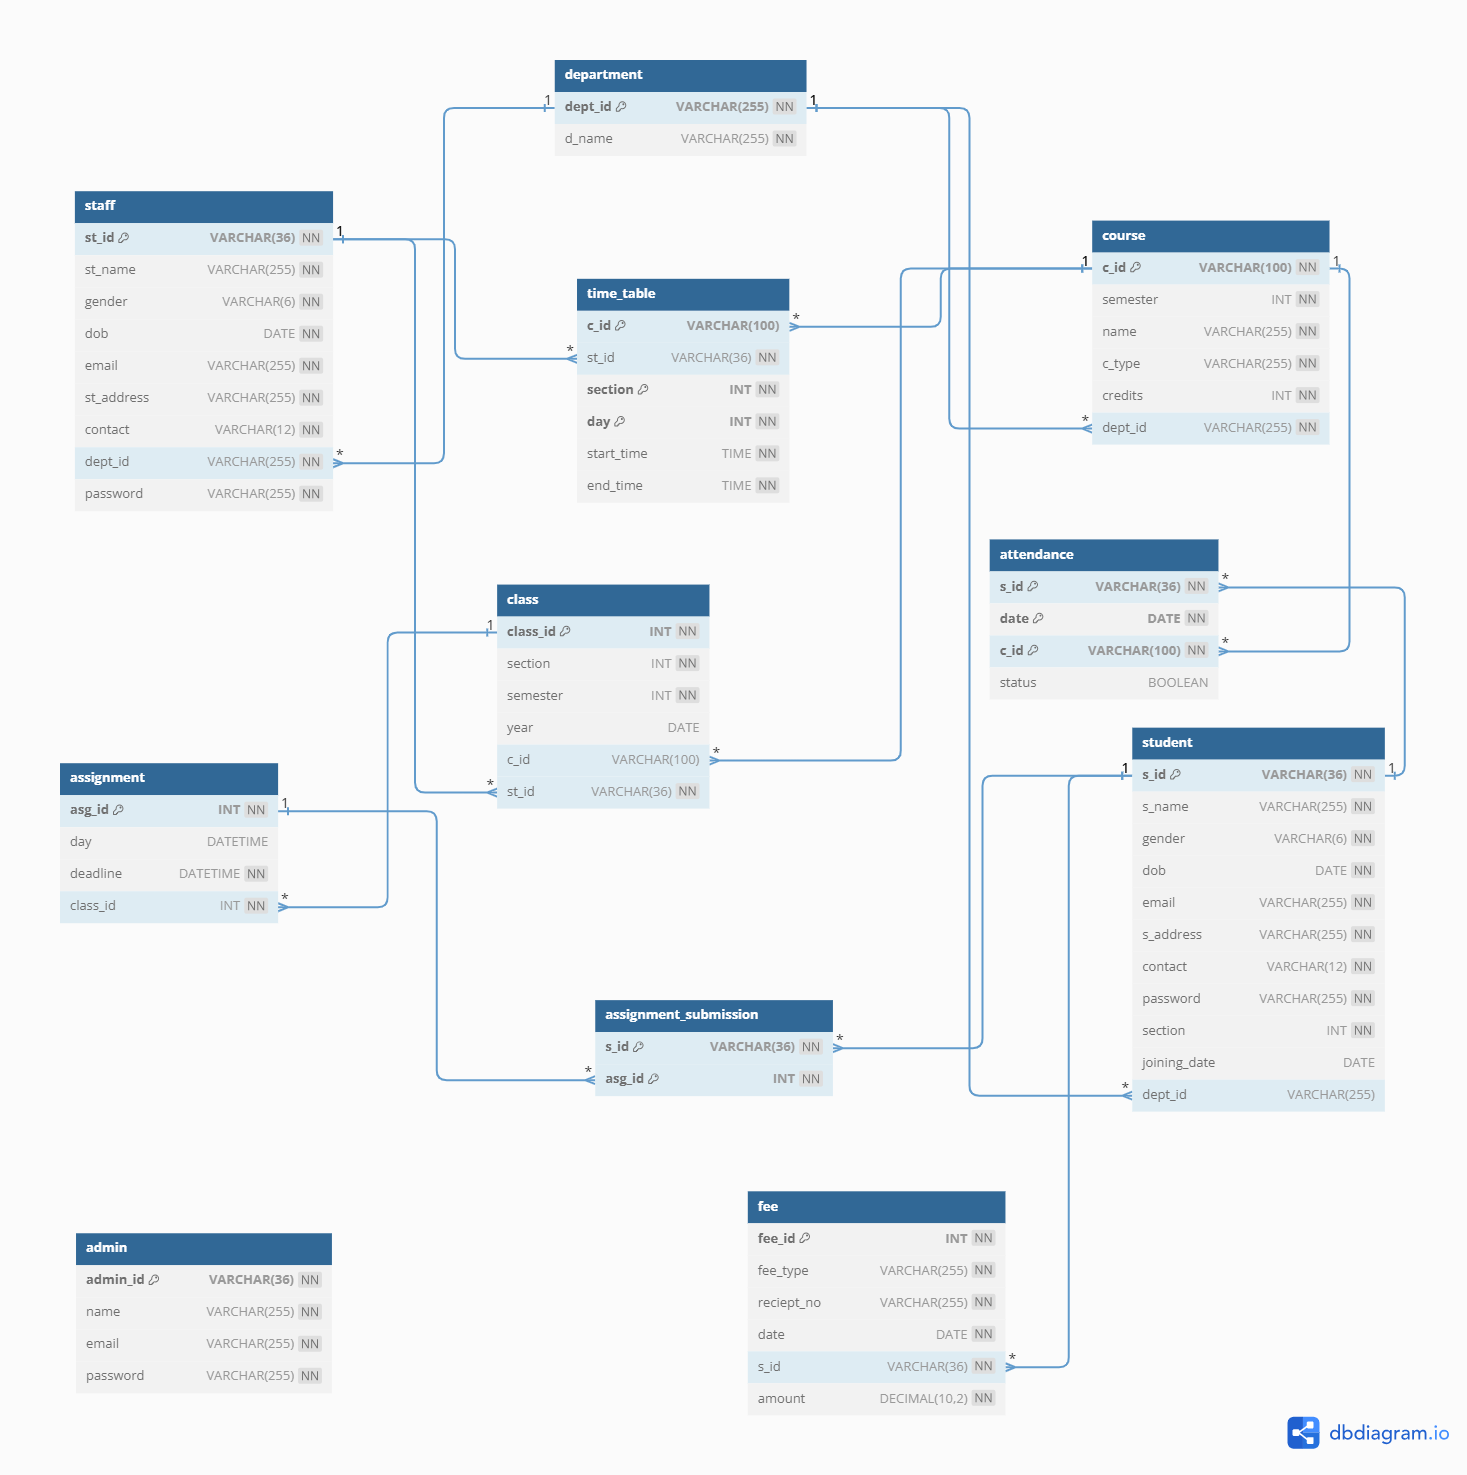 department
dept_id VARCHAR(255) NN
d_name VARCHAR(255) NN
1
1
staff
st_id VARCHAR(36) NN
st_name VARCHAR(255) NN
gender VARCHAR(6) NN
dob DATE NN
email VARCHAR(255) NN
st_address VARCHAR(255) NN
contact VARCHAR(12) NN
dept_id VARCHAR(255) NN
password VARCHAR(255) NN
1
*
course
c_id VARCHAR(100) NN
semester INT NN
name VARCHAR(255) NN
c_type VARCHAR(255) NN
credits INT NN
dept_id VARCHAR(255) NN
1
1
*
time_table
c_id VARCHAR(100)
st_id VARCHAR(36) NN
section INT NN
day INT NN
start_time TIME NN
end_time TIME NN
*
*
attendance
s_id VARCHAR(36) NN
date DATE NN
c_id VARCHAR(100) NN
status BOOLEAN
*
*
class
class_id INT NN
section INT NN
semester INT NN
year DATE
c_id VARCHAR(100)
st_id VARCHAR(36) NN
1
*
*
student
s_id VARCHAR(36) NN
s_name VARCHAR(255) NN
gender VARCHAR(6) NN
dob DATE NN
email VARCHAR(255) NN
s_address VARCHAR(255) NN
contact VARCHAR(12) NN
password VARCHAR(255) NN
section INT NN
joining_date DATE
dept_id VARCHAR(255)
1
1
*
assignment
asg_id INT NN
day DATETIME
deadline DATETIME NN
class_id INT NN
1
*
assignment_submission
s_id VARCHAR(36) NN
asg_id INT NN
*
*
fee
fee_id INT NN
fee_type VARCHAR(255) NN
reciept_no VARCHAR(255) NN
date DATE NN
s_id VARCHAR(36) NN
amount DECIMAL(10,2) NN
*
admin
admin_id VARCHAR(36) NN
name VARCHAR(255) NN
email VARCHAR(255) NN
password VARCHAR(255) NN
dbdiagram.io